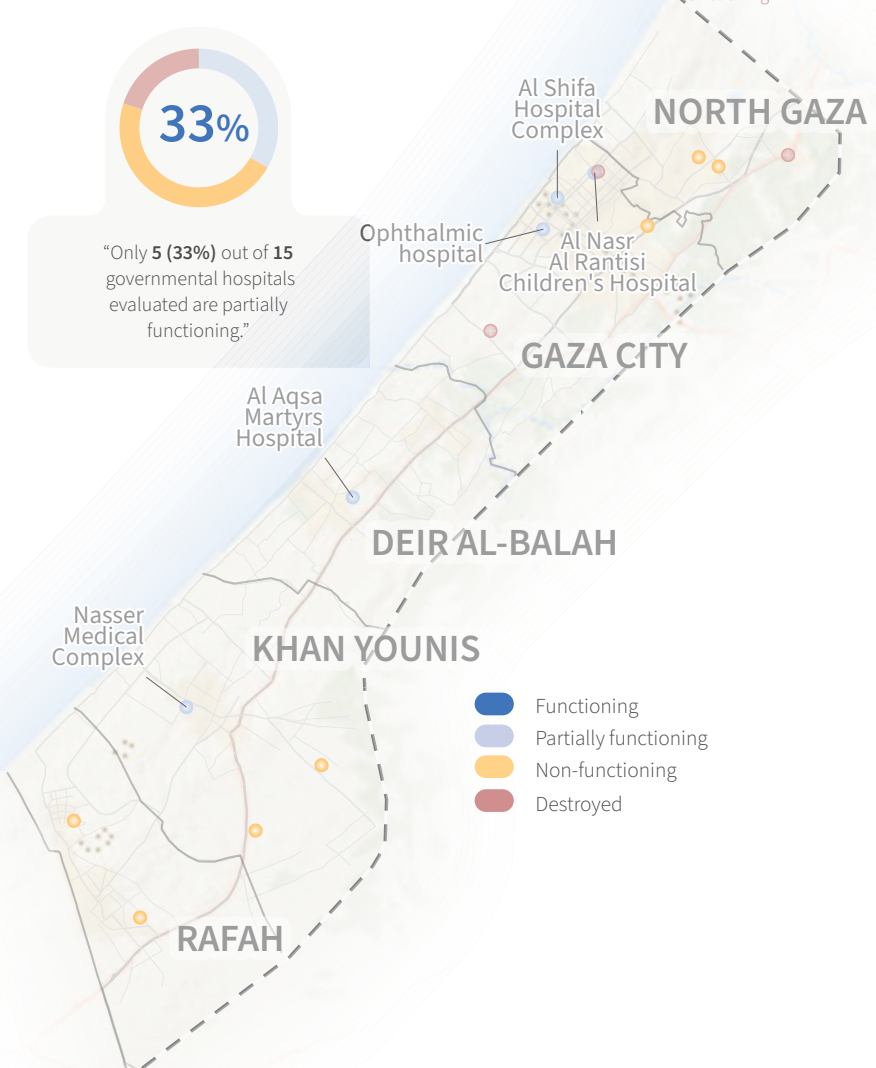 33%
“Only 5 (33%) out of 15
governmental hospitals
evaluated are partially
functioning.”
Al Shifa
Hospital
Complex
NORTH GAZA
Ophthalmic
hospital
Al Nasr
Al Rantisi
Children's Hospital
GAZA CITY
Al Aqsa
Martyrs
Hospital
DEIR AL-BALAH
Nasser
Medical
Complex
KHAN YOUNIS
Functioning
Partially functioning
Non-functioning
Destroyed
RAFAH